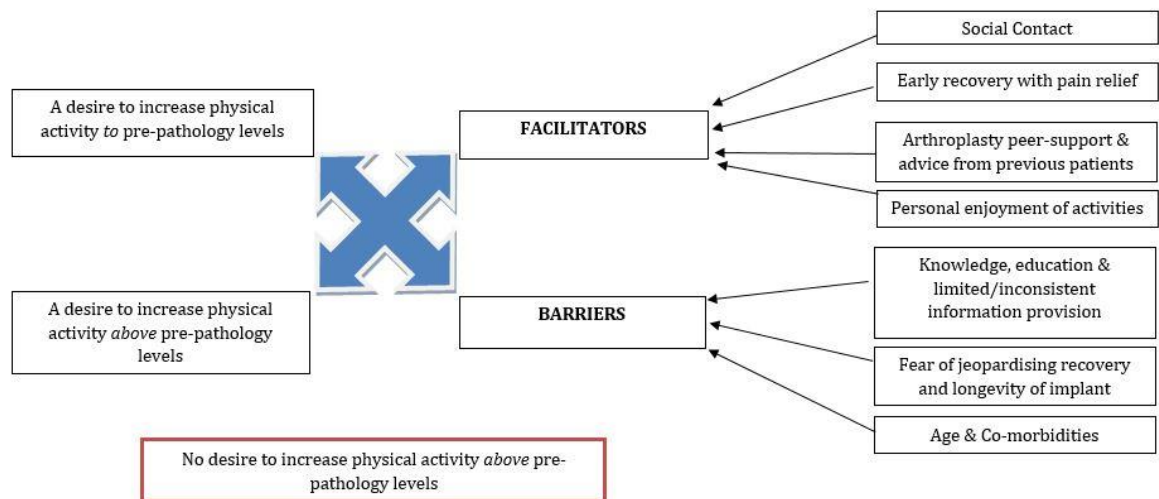 Social Contact
Early recovery with pain relief
A desire to increase physical
activity to pre-pathology levels
FACILITATORS
Arthroplasty peer-support &
advice from previous patients
Personal enjoyment of activities
Knowledge, education &
limited/inconsistent
information provision
A desire to increase physical
activity above pre-pathology
levels
BARRIERS
Fear of jeopardising recovery
and longevity of implant
Age & Co-morbidities
No desire to increase physical activity above pre-
pathology levels